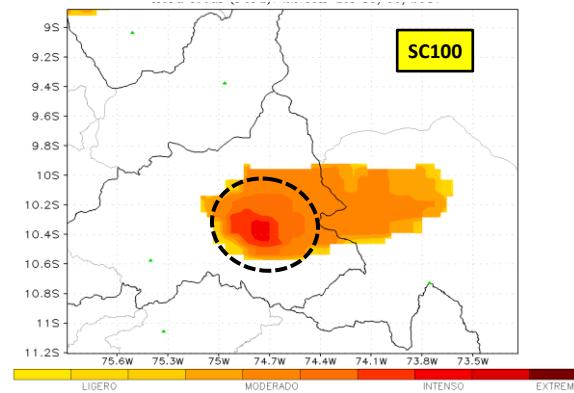 SC100
9S
9.2S
9.4S
9.6S
9.8S
10S
10.2S
10.4S
10.6S
10.8S
11S
11.2S
75.6W 75.3W 75W 74.7W 74.4W 74.1W 73.8W 73.5W
LIGERO MODERADO INTENSO EXTREM